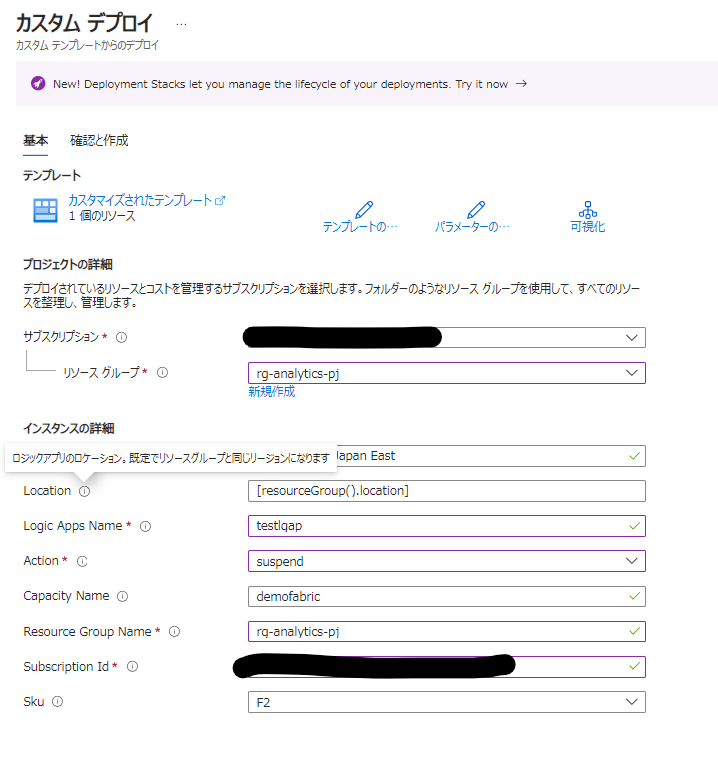 カスタム デプロイ ...
カスタム テンプレートからのデプロイ
New! Deployment Stacks let you manage the lifecycle of your deployments. Try it now →
基本 確認と作成
テンプレート
カスタマイズされたテンプレート
1 個のリソース
テンプレートの… パラメーターの… 可視化
プロジェクトの詳細
デプロイされているリソースとコストを管理するサブスクリプションを選択します。フォルダーのようなリソース グループを使用して、すべてのリソー
スを整理し、管理します。
サブスクリプション *
リソース グループ * rg-analytics-pj
新規作成
インスタンスの詳細
Japan East
ロジックアプリのロケーション。既定でリソースグループと同じリージョンになります
Location [resourceGroup().location]
Logic Apps Name * testlgap
Action * suspend
Capacity Name demofabric
Resource Group Name * rg-analytics-pj
Subscription Id *
Sku F2